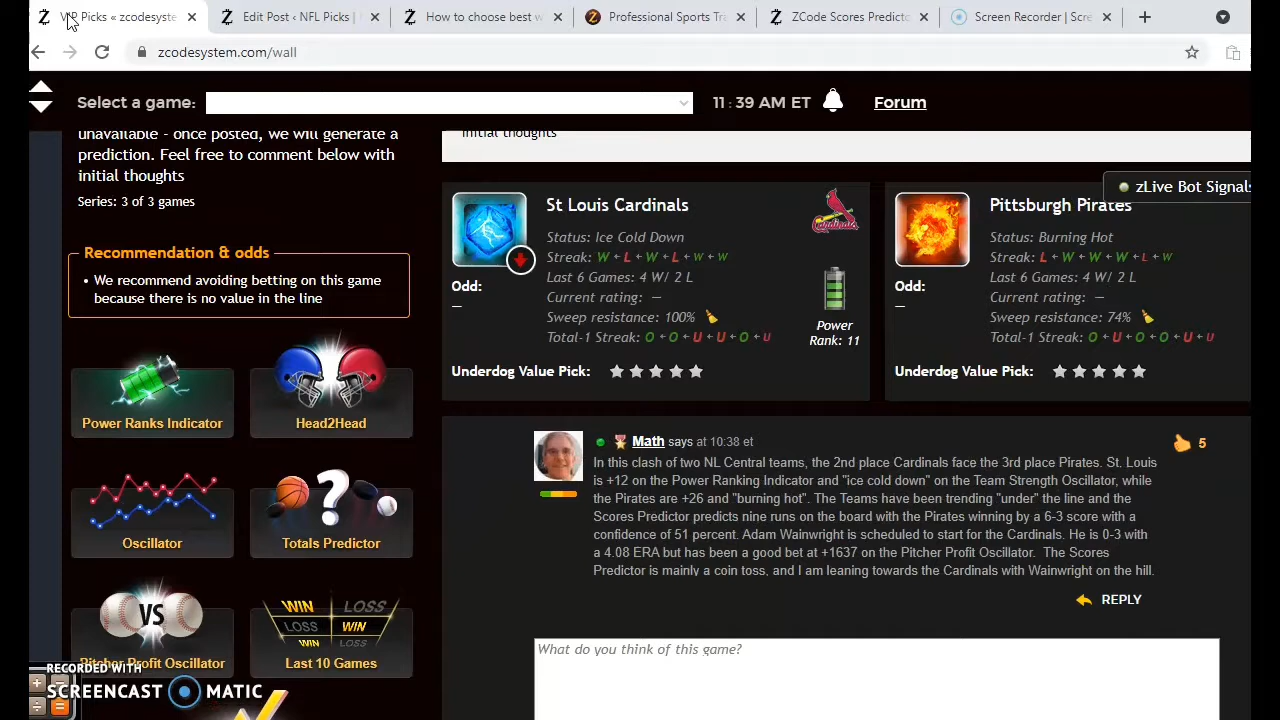 VIP Picks « zcodesyste
Edit Post ‹ NFL Picks |
How to choose best w
Professional Sports Tra
ZCode Scores Predicto
Screen Recorder | Scre
zcodesystem.com/wall
Select a game:
11:39 AM ET
Forum
unavailable - once posted, we will generate a
prediction. Feel free to comment below with
initial thoughts
Series: 3 of 3 games
Recommendation & odds
• We recommend avoiding betting on this game
because there is no value in the line
Power Ranks Indicator
Head2Head
Oscillator
Totals Predictor
VS
Pitcher Profit Oscillator
WIN LOSS
LOSS WIN
WIN LOSS
Last 10 Games
RECORDED WITH
SCREENCAST MATIC
initial thoughts
zLive Bot Signals
St Louis Cardinals
Status: Ice Cold Down
Streak: W ← L ← W ← L ← W ← W
Last 6 Games: 4 W/ 2 L
Current rating: —
Sweep resistance: 100%
Total-1 Streak: O ← O ← U ← U ← O ← U
Odd:
—
Cardinals
Power
Rank: 11
Underdog Value Pick:
Pittsburgh Pirates
Status: Burning Hot
Streak: L ← W ← W ← W ← L ← W
Last 6 Games: 4 W/ 2 L
Current rating: —
Sweep resistance: 74%
Total-1 Streak: O ← U ← O ← O ← U ← U
Odd:
—
Underdog Value Pick:
Math says at 10:38 et
5
In this clash of two NL Central teams, the 2nd place Cardinals face the 3rd place Pirates. St. Louis
is +12 on the Power Ranking Indicator and "ice cold down" on the Team Strength Oscillator, while
the Pirates are +26 and "burning hot". The Teams have been trending "under" the line and the
Scores Predictor predicts nine runs on the board with the Pirates winning by a 6-3 score with a
confidence of 51 percent. Adam Wainwright is scheduled to start for the Cardinals. He is 0-3 with
a 4.08 ERA but has been a good bet at +1637 on the Pitcher Profit Oscillator. The Scores
Predictor is mainly a coin toss, and I am leaning towards the Cardinals with Wainwright on the hill.
REPLY
What do you think of this game?